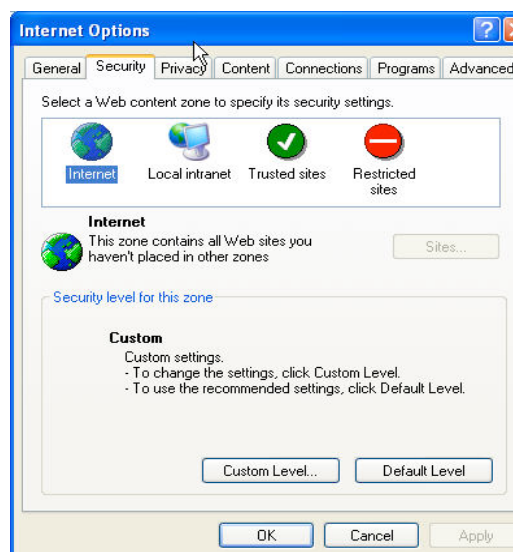 Internet Options
General Security Privacy Content Connections Programs Advanced
Select a Web content zone to specify its security settings.
Internet Local intranet Trusted sites Restricted
sites
Internet
This zone contains all Web sites you
haven't placed in other zones
Sites...
Security level for this zone
Custom
Custom settings.
- To change the settings, click Custom Level.
- To use the recommended settings, click Default Level.
Custom Level... Default Level
OK Cancel Apply